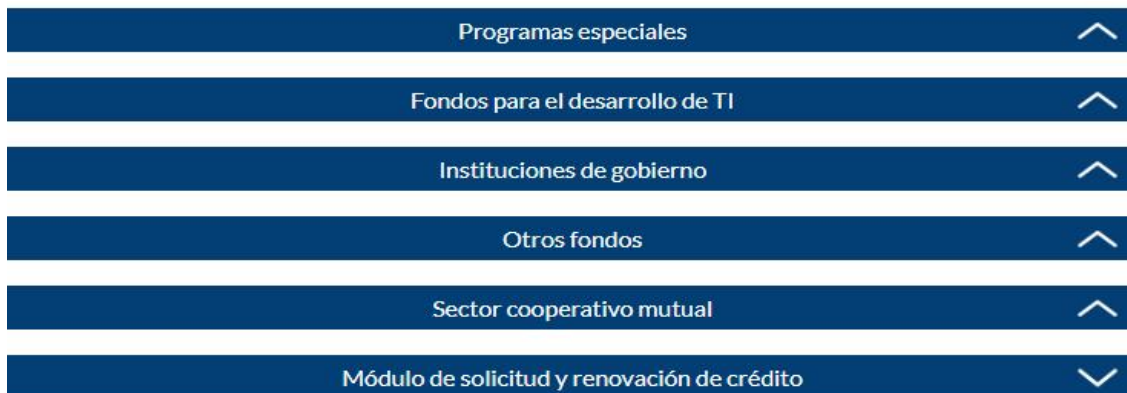 Programas especiales
Fondos para el desarrollo de TI
Instituciones de gobierno
Otros fondos
Sector cooperativo mutual
Módulo de solicitud y renovación de crédito